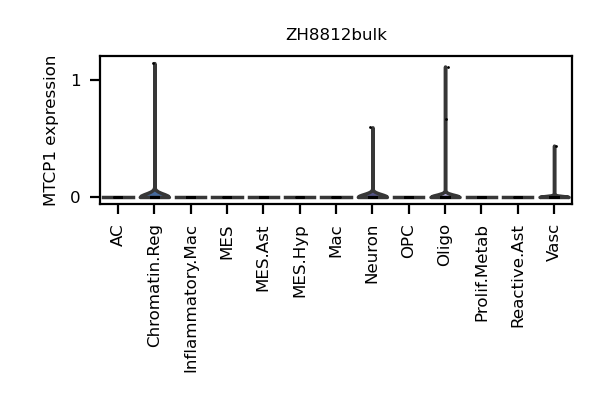 ZH8812bulk
MTCP1 expression
1
0
AC
Chromatin.Reg
Inflammatory.Mac
MES
MES.Ast
MES.Hyp
Mac
Neuron
OPC
Oligo
Prolif.Metab
Reactive.Ast
Vasc